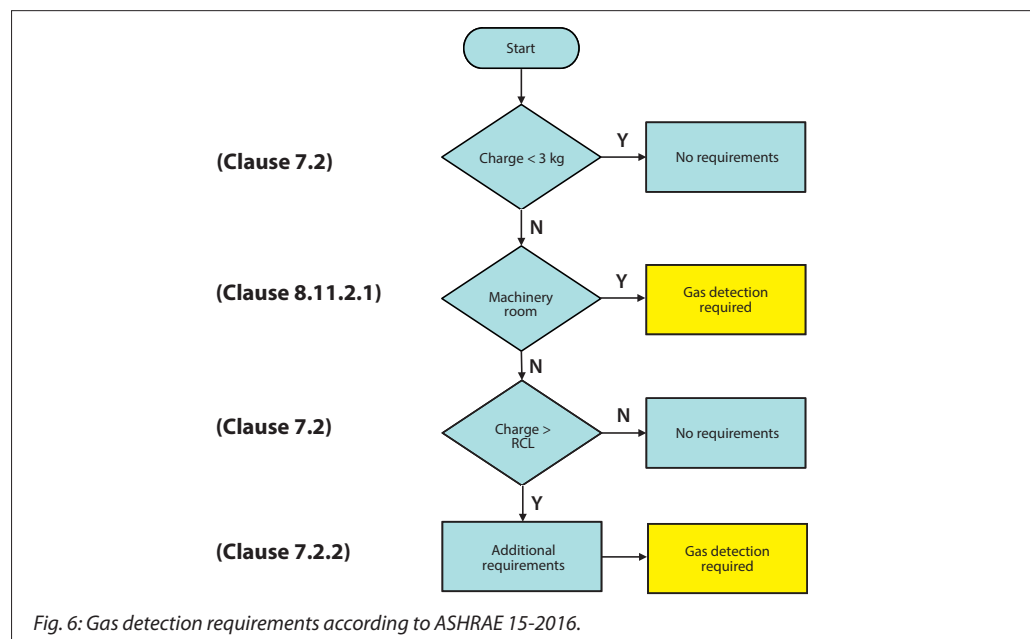 Start
(Clause 7.2)
Charge < 3 kg
Y
No requirements
N
(Clause 8.11.2.1)
Machinery
room
Y
Gas detection
required
N
(Clause 7.2)
Charge >
RCL
N
No requirements
Y
(Clause 7.2.2)
Additional
requirements
Gas detection
required
Fig. 6: Gas detection requirements according to ASHRAE 15-2016.